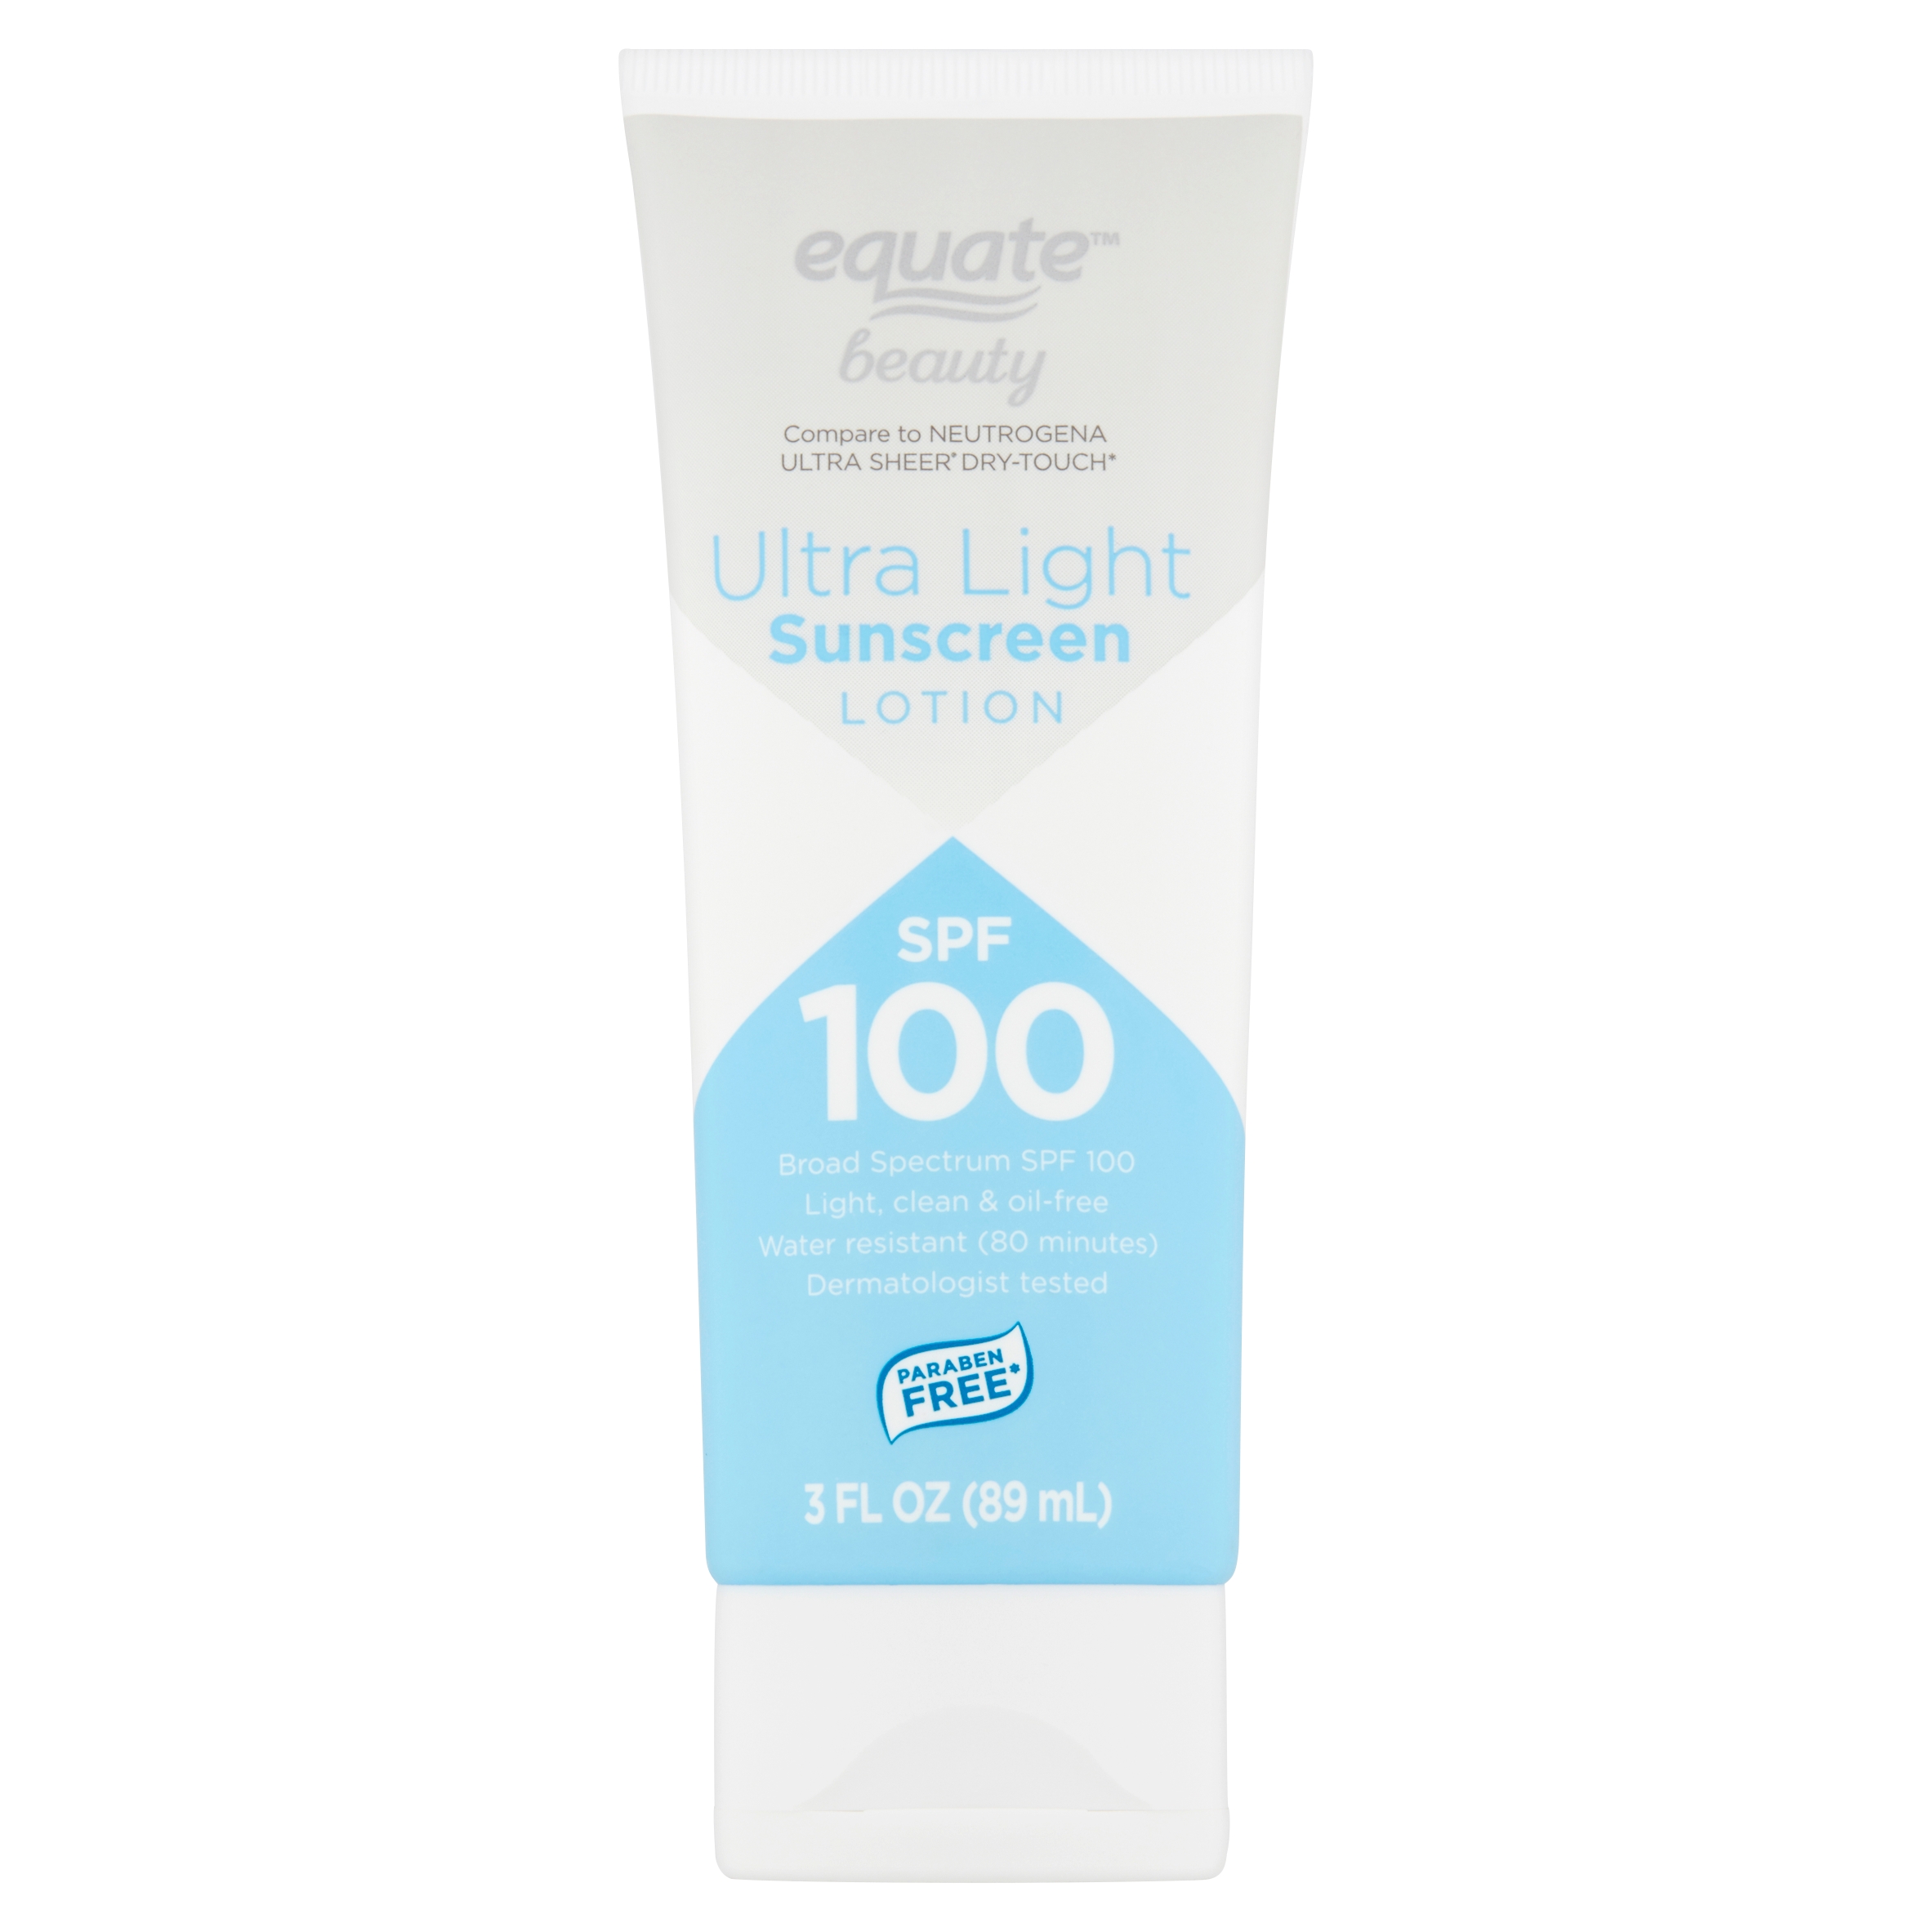 equate™
beauty
Compare to NEUTROGENA
ULTRA SHEER® DRY-TOUCH*
Ultra Light
Sunscreen
LOTION
SPF
100
Broad Spectrum SPF 100
Light, clean & oil-free
Water resistant (80 minutes)
Dermatologist tested
PARABEN
FREE*
3 FL OZ (89 mL)